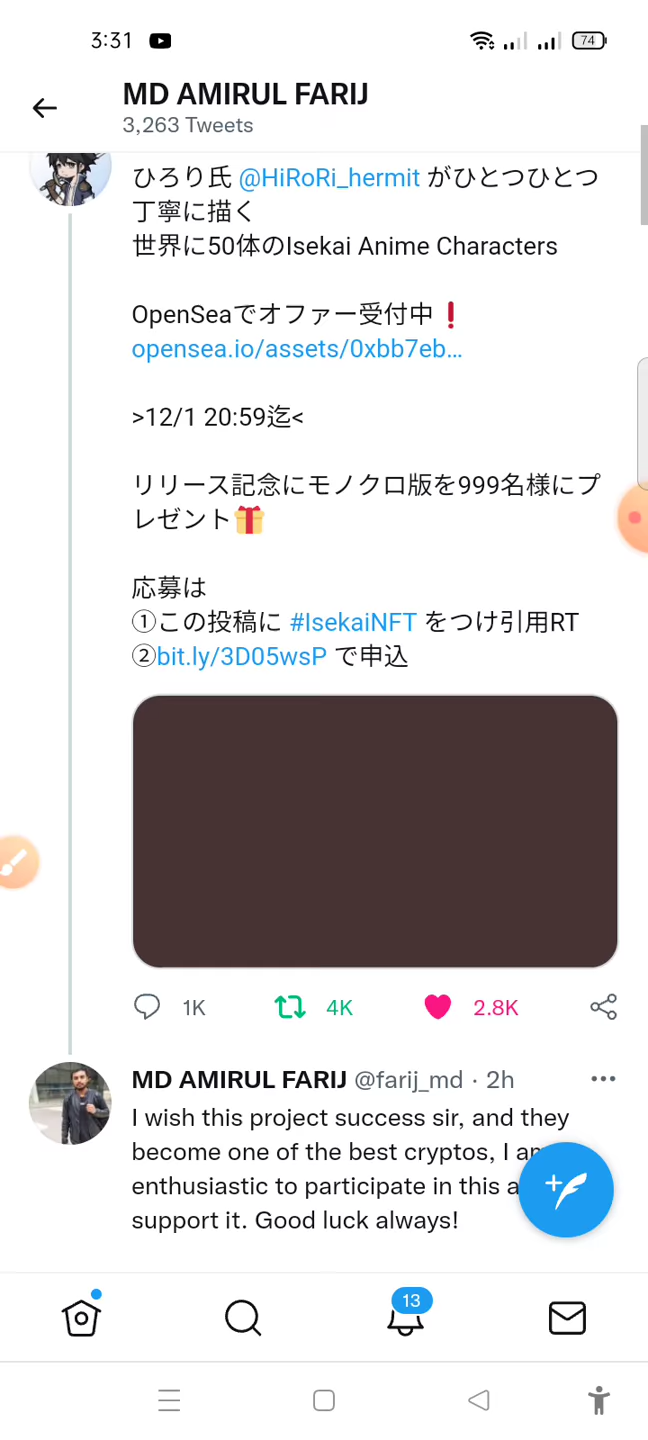 3:31
74
MD AMIRUL FARIJ
3,263 Tweets
ひろり氏 @HiRoRi_hermit がひとつひとつ
丁寧に描く
世界に50体のIsekai Anime Characters
OpenSeaでオファー受付中❗
opensea.io/assets/0xbb7eb…
>12/1 20:59迄<
リリース記念にモノクロ版を999名様にプ
レゼント🎁
応募は
①この投稿に #IsekaiNFT をつけ引用RT
②bit.ly/3D05wsP で申込
1K 4K 2.8K
MD AMIRUL FARIJ @farij_md · 2h
I wish this project success sir, and they
become one of the best cryptos, I
enthusiastic to participate in this
support it. Good luck always!
13